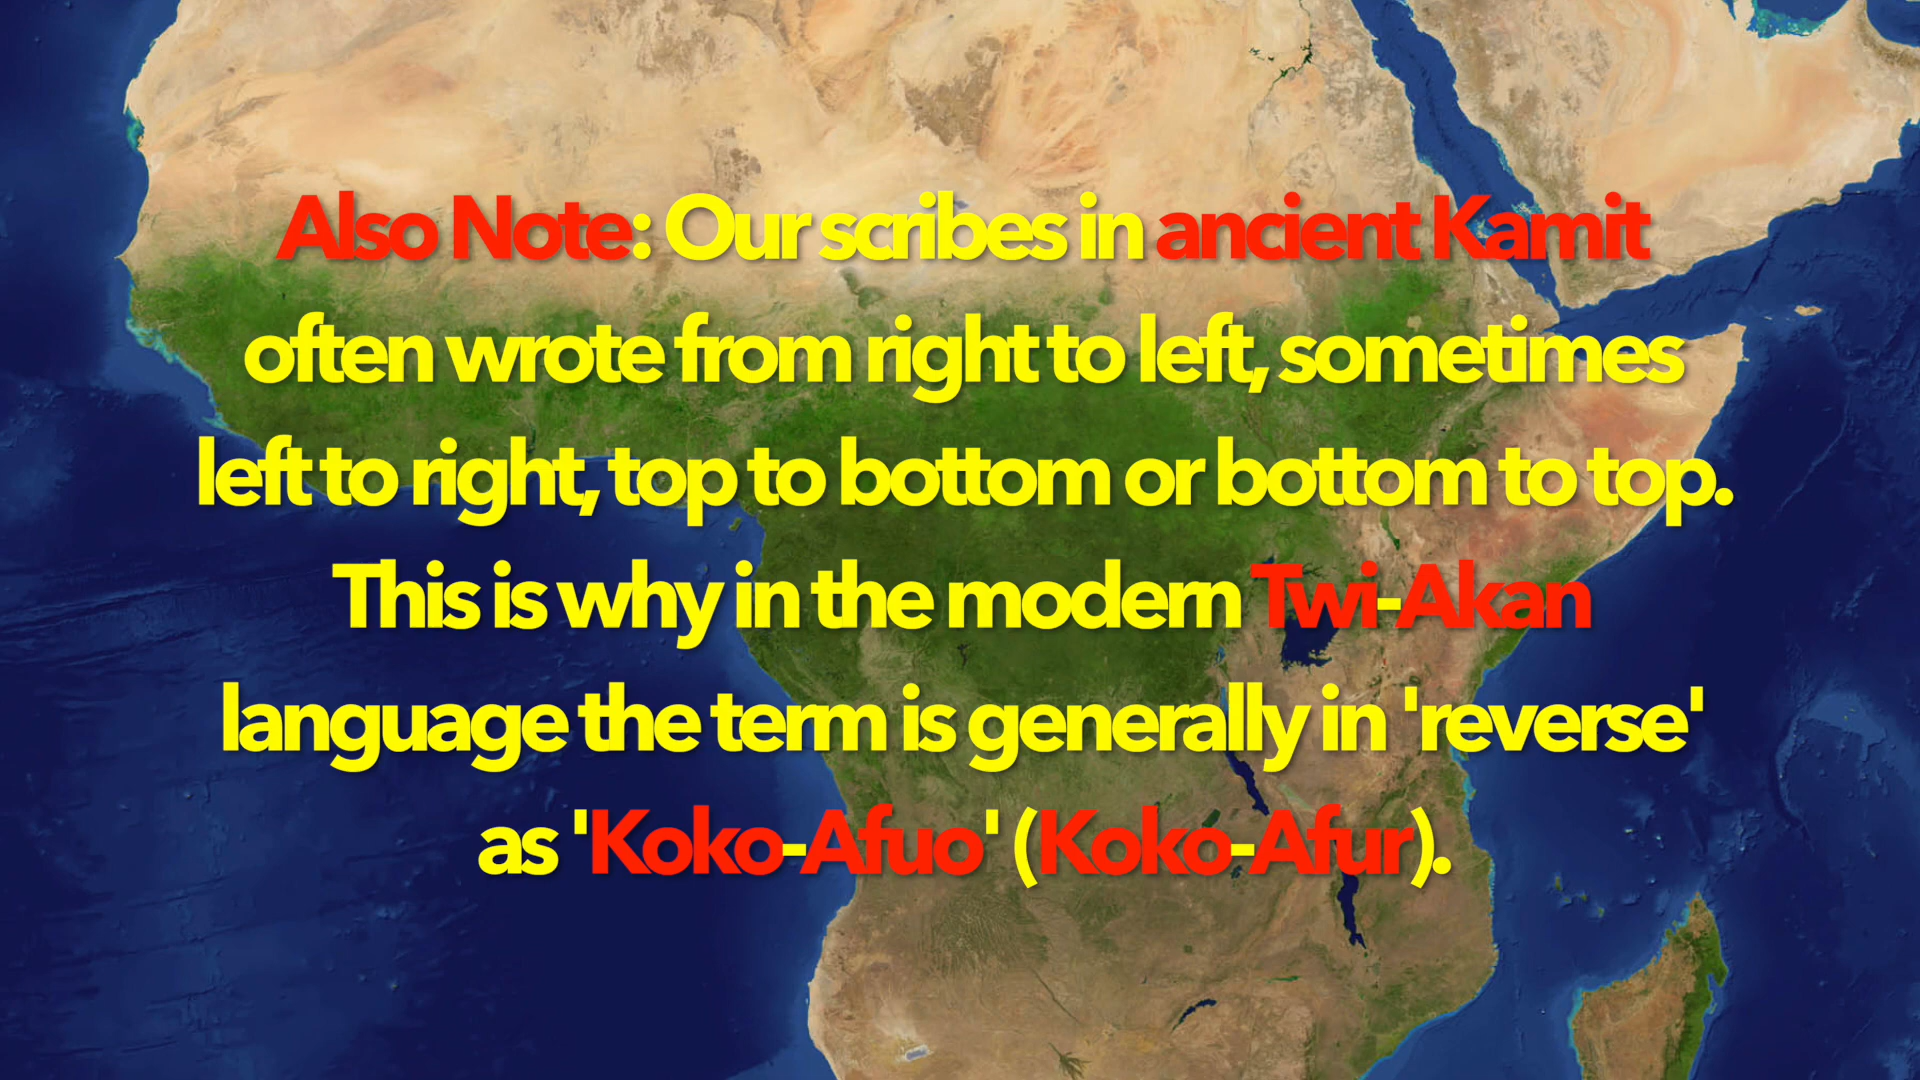 Also Note: Our scribes in ancient Kamit
often wrote from right to left, sometimes
left to right, top to bottom or bottom to top.
This is why in the modern Twi-Akan
language the term is generally in 'reverse'
as 'Koko-Afuo' (Koko-Afur).